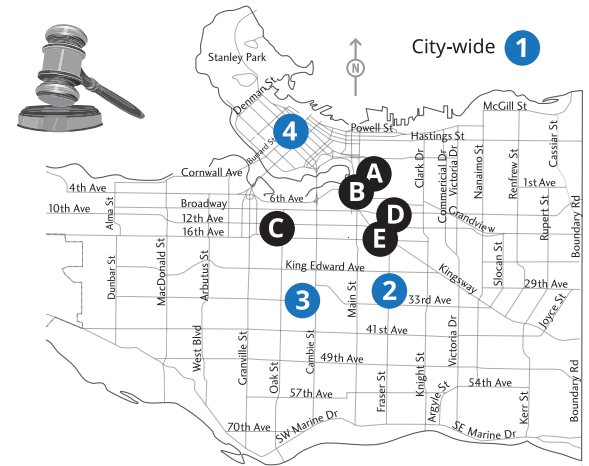 City-wide 1
Stanley Park
N
Denman St.
McGill St
4
Powell St.
Hastings St
Burrard St
Clark Dr
Commericial Dr
Victoria Dr
Nanaimo St
Renfrew St
Cassiar St
Cornwall Ave
A
1st Ave
4th Ave
B
6th Ave
Broadway
10th Ave
Alma St
12th Ave
D
Grandview
Rupert St
Boundary Rd
16th Ave
C
E
Dunbar St
MacDonald St
Arbutus St
King Edward Ave
Slocan St
Kingsway
29th Ave
3
Main St
2
33rd Ave
Joyce St
41st Ave
West Blvd
Granville St
Oak St
Cambie St
49th Ave
Fraser St
Knight St
Victoria Dr
Argyle St
54th Ave
Kerr St
Boundary Rd
57th Ave
70th Ave
SW Marine Dr
SE Marine Dr